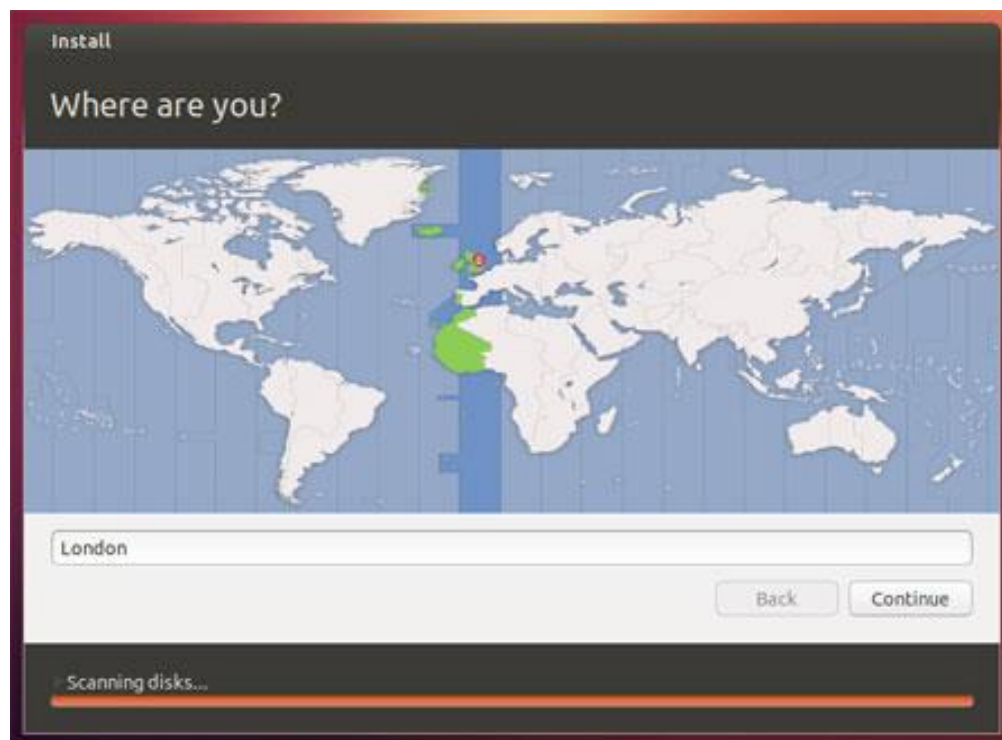 Install
Where are you?
London
Back
Continue
Scanning disks...